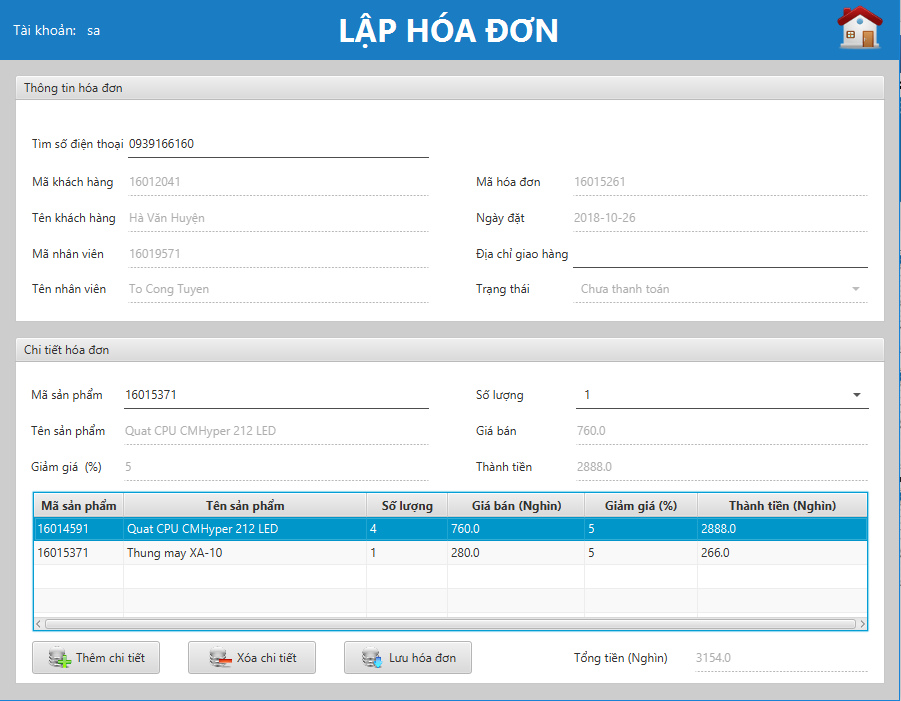 Tài khoản: sa
LẬP HÓA ĐƠN
Thông tin hóa đơn
Tìm số điện thoại 0939166160
Mã khách hàng 16012041 Mã hóa đơn 16015261
Tên khách hàng Hà Văn Huyện Ngày đặt 2018-10-26
Mã nhân viên 16019571 Địa chỉ giao hàng
Tên nhân viên To Cong Tuyen Trạng thái Chưa thanh toán
Chi tiết hóa đơn
Mã sản phẩm 16015371 Số lượng 1
Tên sản phẩm Quat CPU CMHyper 212 LED Giá bán 760.0
Giảm giá (%) 5 Thành tiền 2888.0
Mã sản phẩm Tên sản phẩm Số lượng Giá bán (Nghìn) Giảm giá (%) Thành tiền (Nghìn)
16014591 Quat CPU CMHyper 212 LED 4 760.0 5 2888.0
16015371 Thung may XA-10 1 280.0 5 266.0
Thêm chi tiết Xóa chi tiết Lưu hóa đơn Tổng tiền (Nghìn) 3154.0